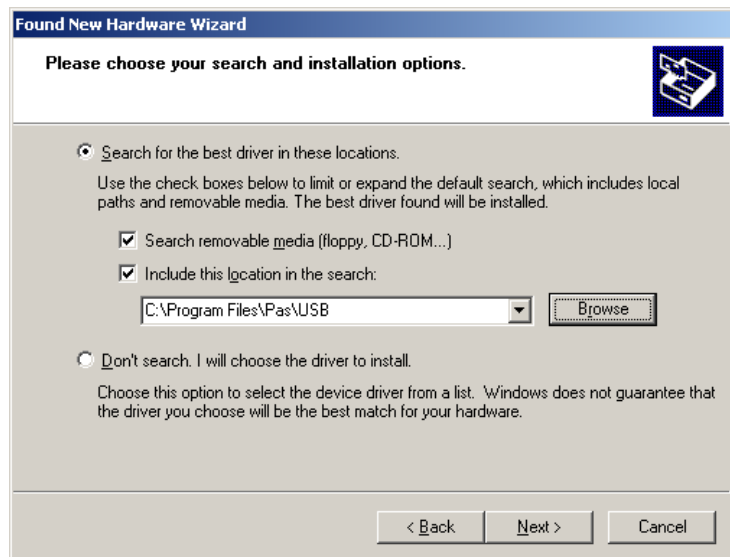 Found New Hardware Wizard
Please choose your search and installation options.
Search for the best driver in these locations.
Use the check boxes below to limit or expand the default search, which includes local
paths and removable media. The best driver found will be installed.
Search removable media (floppy, CD-ROM...)
Include this location in the search:
C:\Program Files\Pas\USB
Browse
Don't search. I will choose the driver to install.
Choose this option to select the device driver from a list. Windows does not guarantee that
the driver you choose will be the best match for your hardware.
< Back
Next >
Cancel